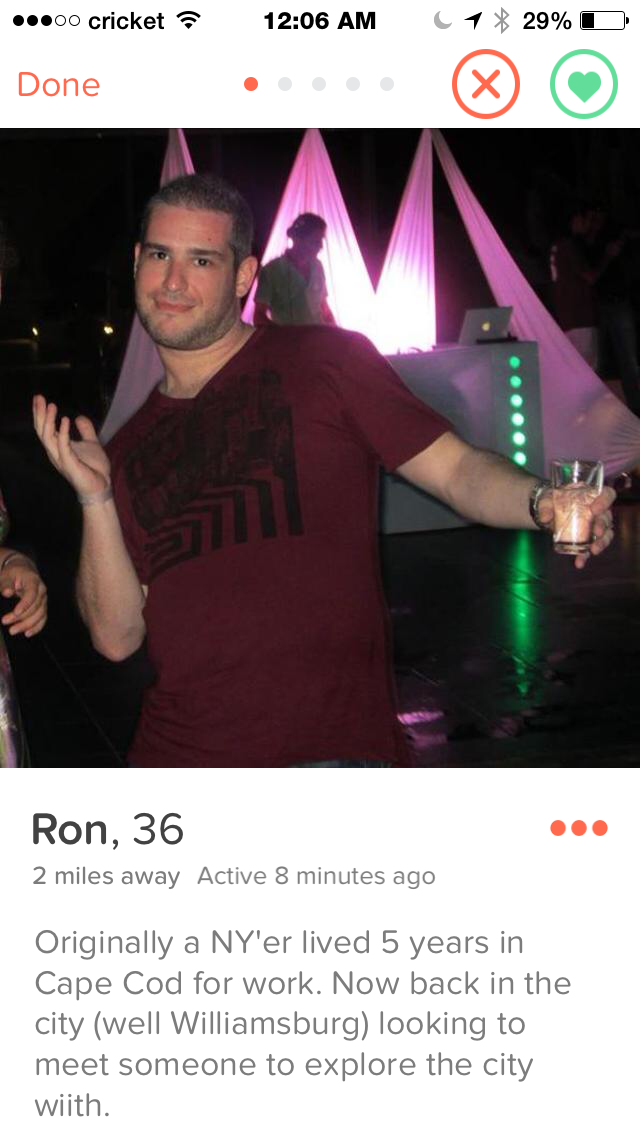 cricket 12:06 AM 29%
Done
Ron, 36
2 miles away Active 8 minutes ago
Originally a NY'er lived 5 years in
Cape Cod for work. Now back in the
city (well Williamsburg) looking to
meet someone to explore the city
wiith.